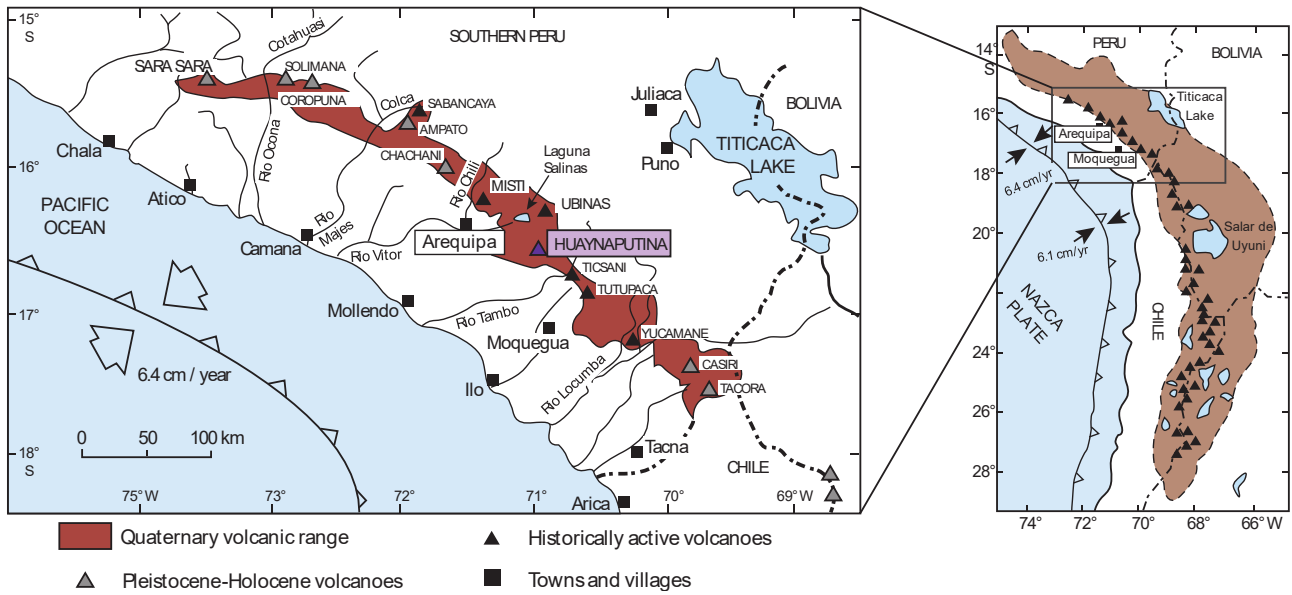 15°
S
SOUTHERN PERU
Cotahuasi
SARA SARA
SOLIMANA
COROPUNA
Colca
SABANCAYA
AMPATO
Juliaca
BOLIVIA
Chala
16°
Rio Ocona
CHACHANI
Puno
TITICACA
LAKE
Laguna
Salinas
Rio Chili
Atico
MISTI
UBINAS
PACIFIC
OCEAN
Rio
Majes
Camana
Arequipa
HUAYNAPUTINA
Rio Vitor
TICSANI
TUTUPACA
Mollendo
17°
Rio Tambo
Moquegua
YUCAMANE
6.4 cm / year
CASIRI
Ilo
TACORA
Rio Locumba
0 50 100 km
18°
S
Tacna
CHILE
75°W
73°
72°
71°
70°
69°W
Arica
PERU
BOLIVIA
14°
S
16°
Titicaca
Lake
Arequipa
Moquegua
6.4 cm/yr
18°
20°
Salar de
Uyuni
6.1 cm/yr
22°
NAZCA
PLATE
CHILE
24°
26°
28°
74°
72°
70°
68°
66°W
Quaternary volcanic range
Historically active volcanoes
Pleistocene-Holocene volcanoes
Towns and villages